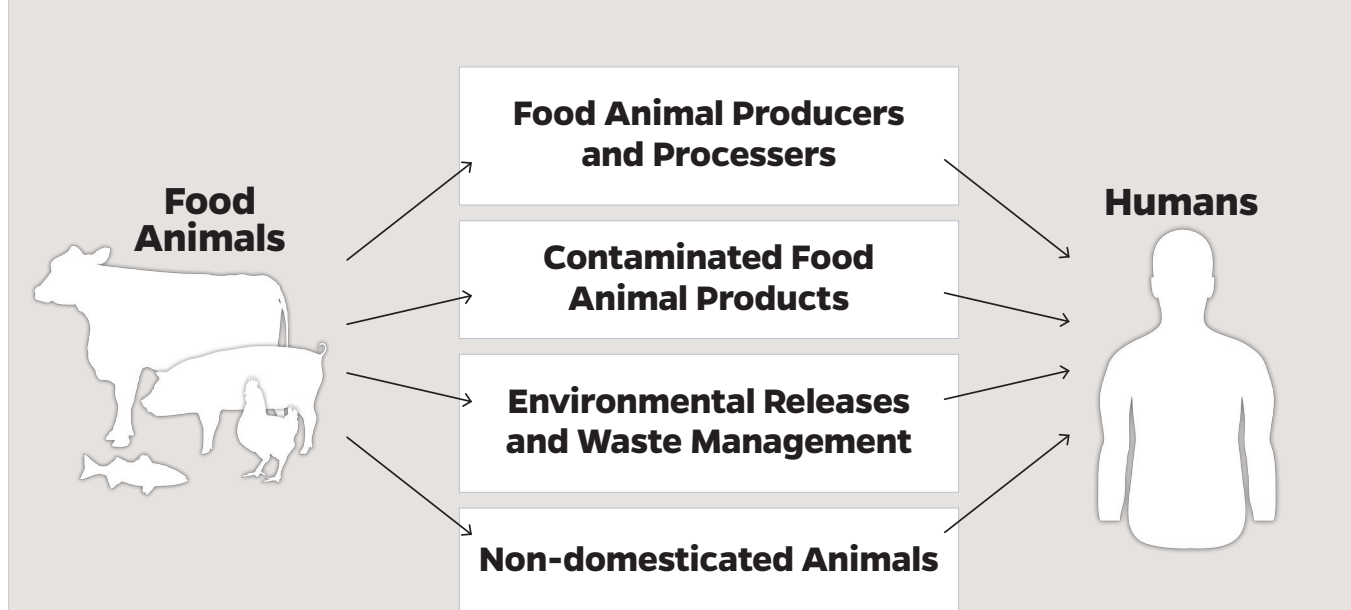 Food
Animals
Food Animal Producers
and Processers
Contaminated Food
Animal Products
Environmental Releases
and Waste Management
Non-domesticated Animals
Humans